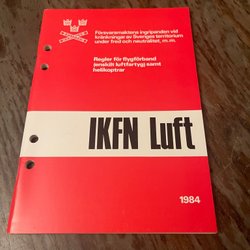 Försvarsmaktens ingripanden vid
kränkningar av Sveriges territorium
under fred och neutralitet, m.m.
Regler för flygförband
(enskilt luftfartyg) samt
helikoptrar
IKFN Luft
1984